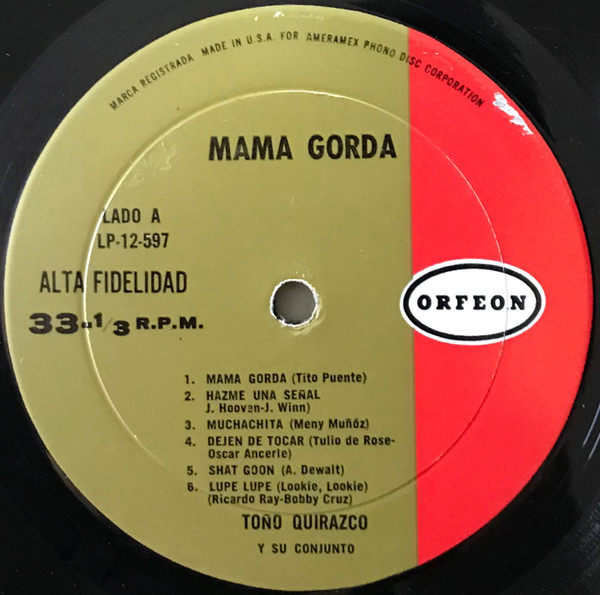 MARCA REGISTRADA MADE IN U.S.A. FOR AMERAMEX PHONO DISC CORPORATION
MAMA GORDA
LADO A
LP-12-597
ALTA FIDELIDAD
33-1/3 R.P.M.
ORFEON
1. MAMA GORDA (Tito Puente)
2. HAZME UNA SEÑAL
J. Hooven-J. Winn)
3. MUCHACHITA (Meny Muñóz)
4. DEJEN DE TOCAR (Tulio de Rose-
Oscar Ancerle)
5. SHAT GOON (A. Dewalt)
6. LUPE LUPE (Lookie, Lookie)
(Ricardo Ray-Bobby Cruz)
TOÑO QUIRAZCO
Y SU CONJUNTO